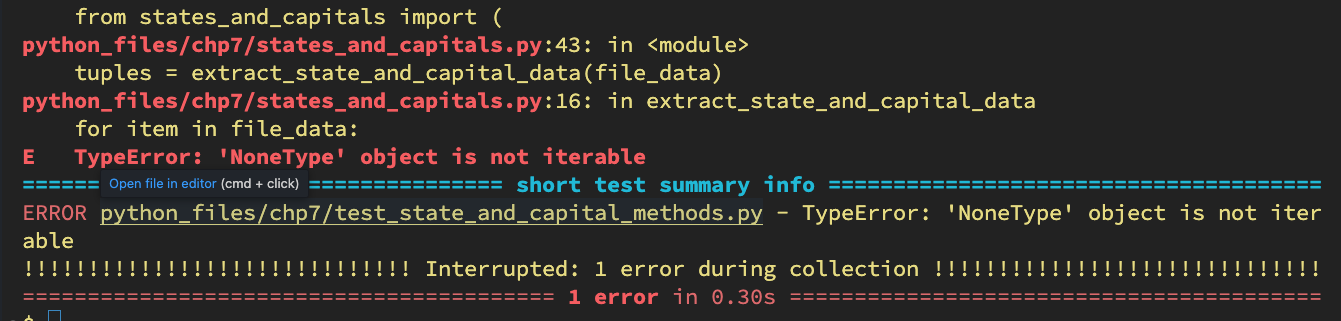 from states_and_capitals import (
python_files/chp7/states_and_capitals.py:43: in <module>
tuples = extract_state_and_capital_data(file_data)
python_files/chp7/states_and_capitals.py:16: in extract_state_and_capital_data
for item in file_data:
E   TypeError: 'NoneType' object is not iterable
====== Open file in editor (cmd + click) =============== short test summary info ======================================
ERROR python_files/chp7/test_state_and_capital_methods.py - TypeError: 'NoneType' object is not iter
able
!!!!!!!!!!!!!!!!!!!!!!!!!!!!!! Interrupted: 1 error during collection !!!!!!!!!!!!!!!!!!!!!!!!!!!!!!
========================================= 1 error in 0.30s =========================================
$